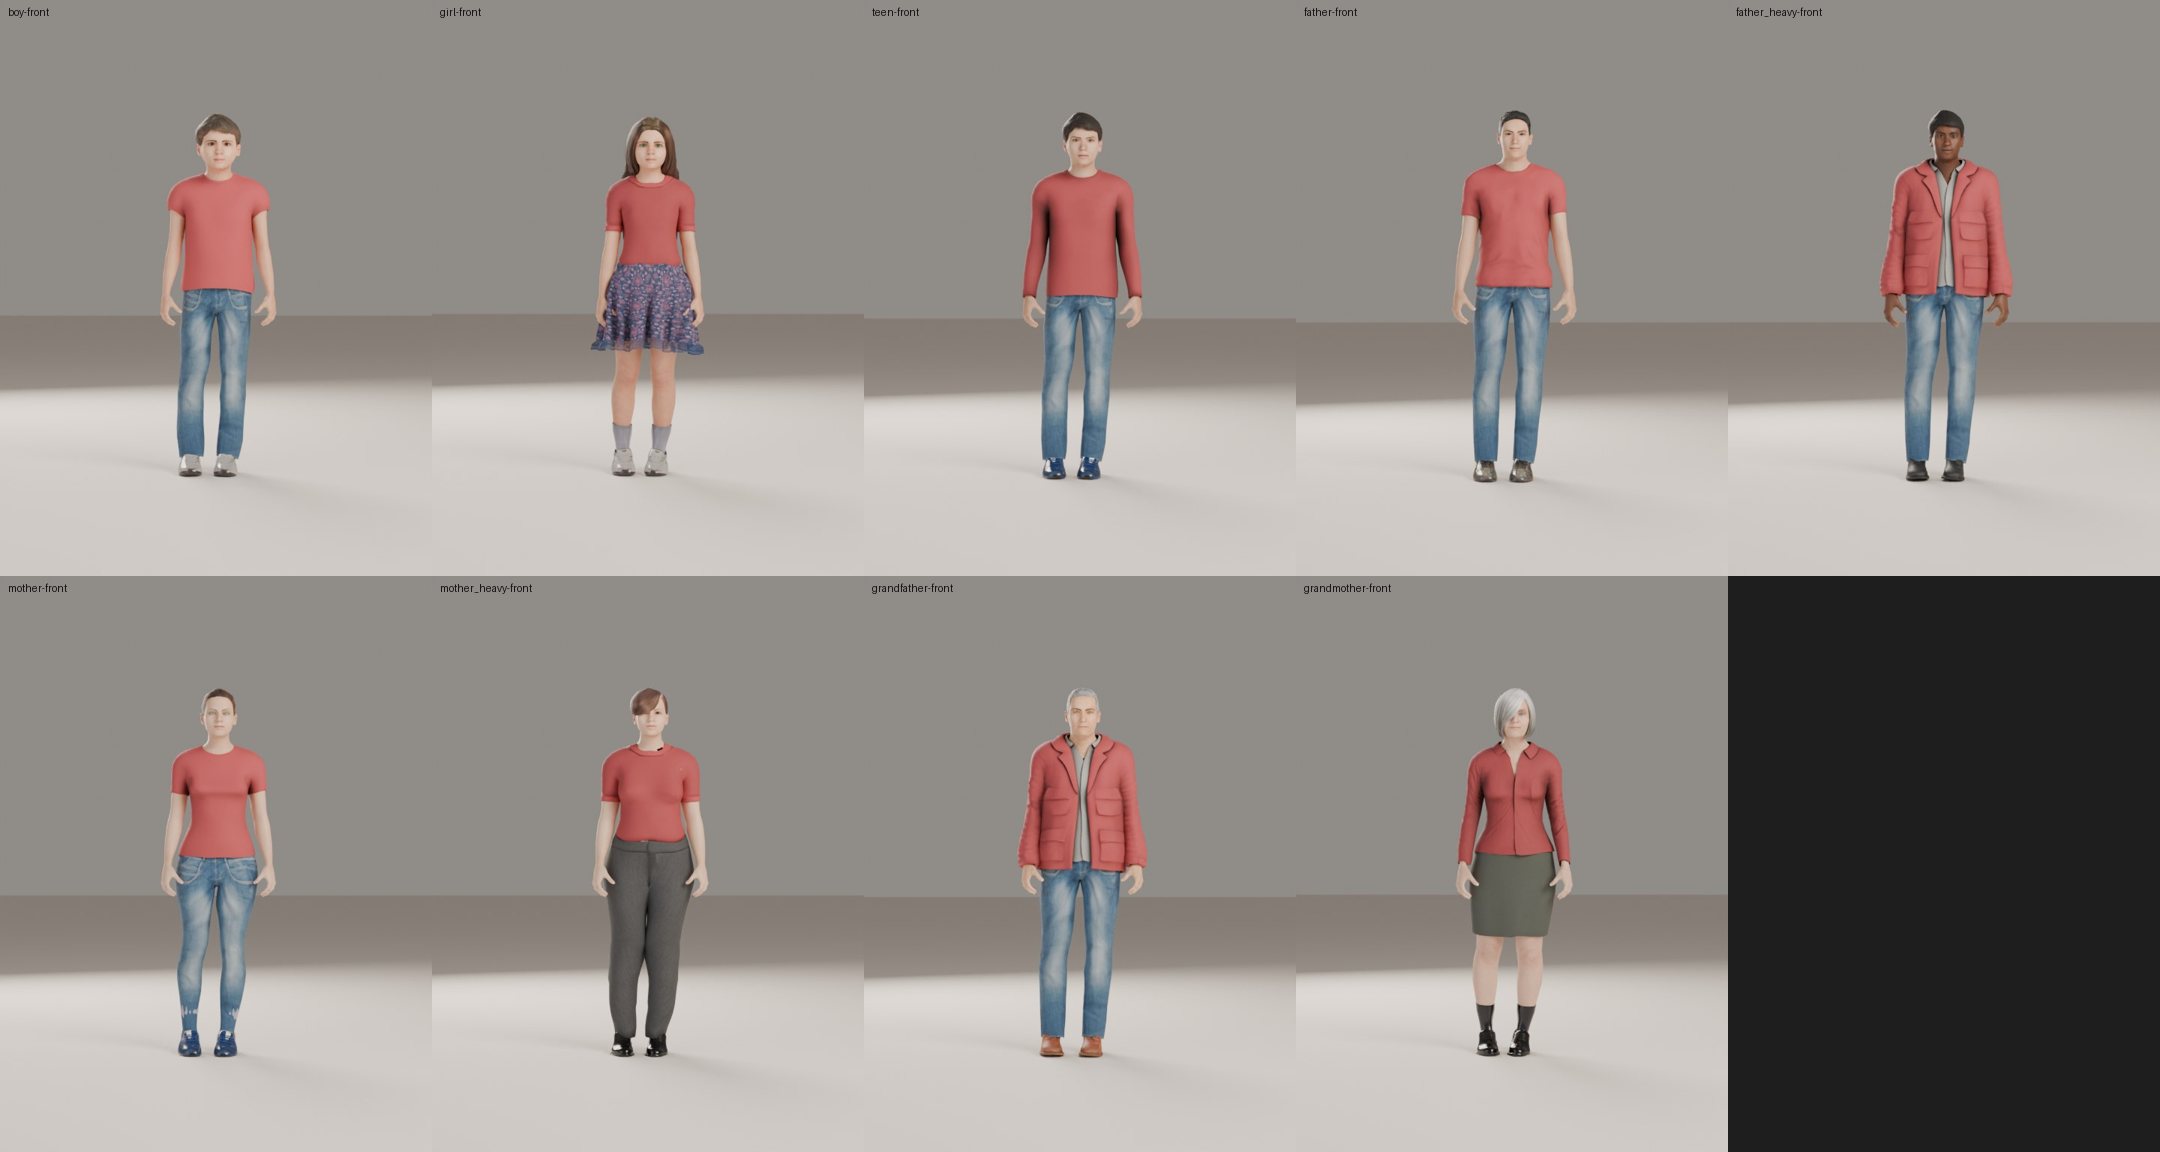 boy-front
girl-front
teen-front
father-front
father_heavy-front
mother-front
mother_heavy-front
grandfather-front
grandmother-front